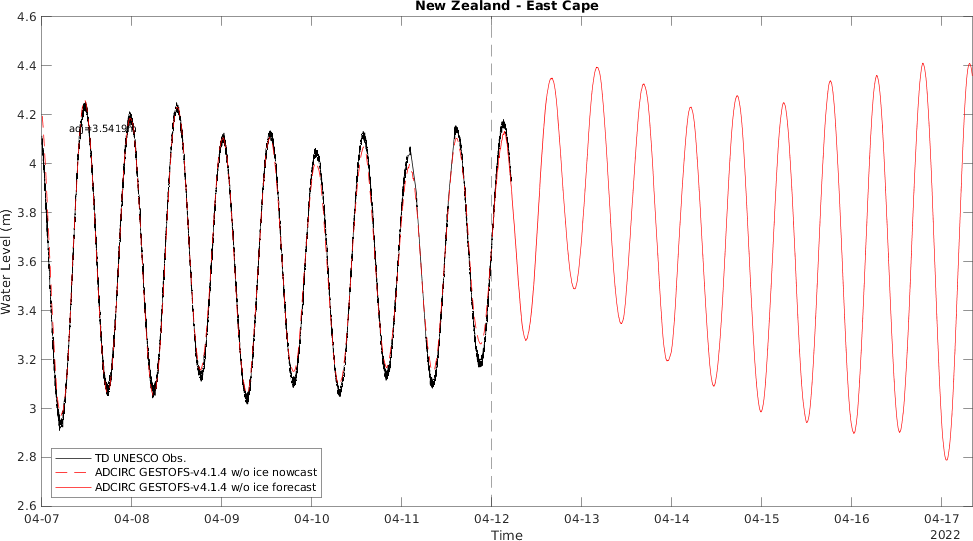 New Zealand - East Cape
4.6
4.4
4.2
4
3.8
3.6
3.4
3.2
3
2.8
2.6
Water Level (m)
adj=3.5419m
TD UNESCO Obs.
ADCIRC GESTOFS-v4.1.4 w/o ice nowcast
ADCIRC GESTOFS-v4.1.4 w/o ice forecast
04-07 04-08 04-09 04-10 04-11 04-12 04-13 04-14 04-15 04-16 04-17
Time
2022